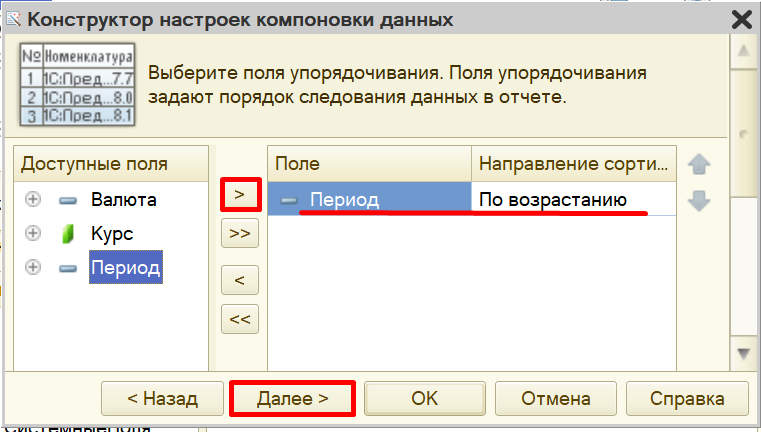 Конструктор настроек компоновки данных
№ Номенклатура
1 1С:Пред...7.7
2 1С:Пред...8.0
3 1С:Пред...8.1
Выберите поля упорядочивания. Поля упорядочивания
задают порядок следования данных в отчете.
Доступные поля
Валюта
Курс
Период
>
>>
<
<<
Поле Направление сорти...
Период По возрастанию
< Назад Далее > OK Отмена Справка
Системные поля